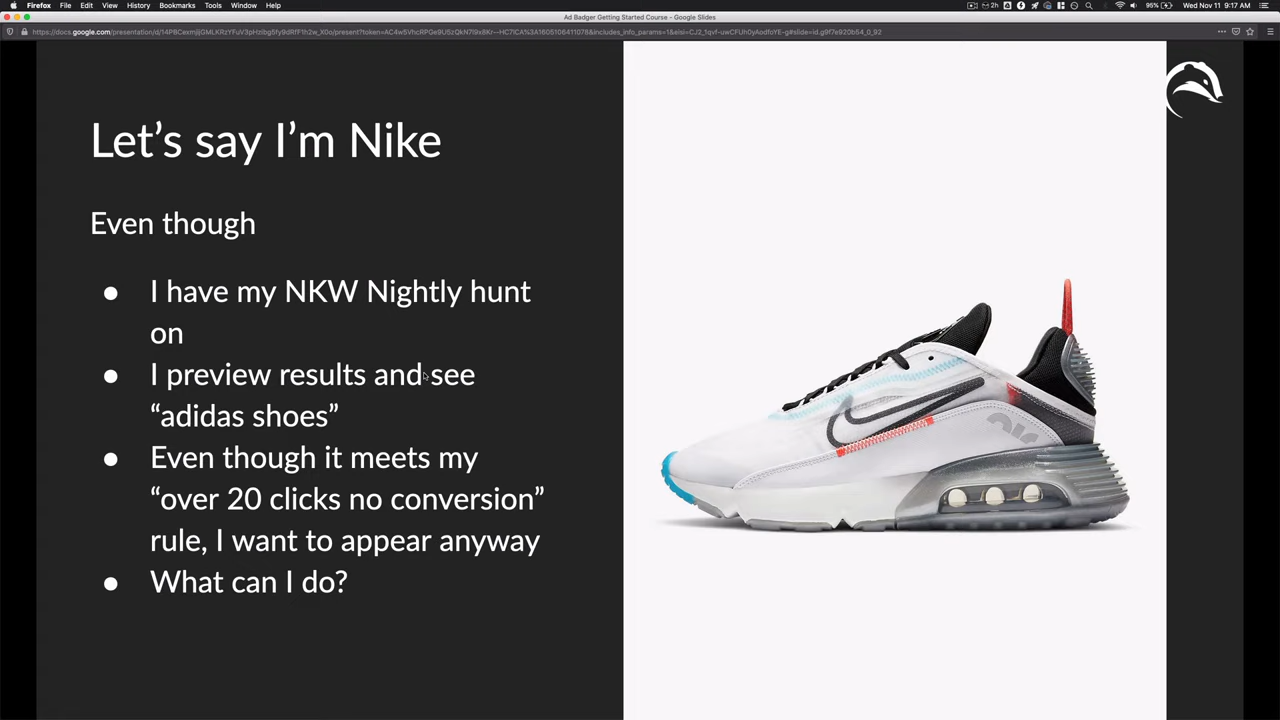 Firefox File Edit View History Bookmarks Tools Window Help 2h 95% Wed Nov 11 9:17 AM
Ad Badger Getting Started Course - Google Slides
Let's say I'm Nike
Even though
● I have my NKW Nightly hunt
on
● I preview results and see
“adidas shoes”
● Even though it meets my
“over 20 clicks no conversion”
rule, I want to appear anyway
● What can I do?